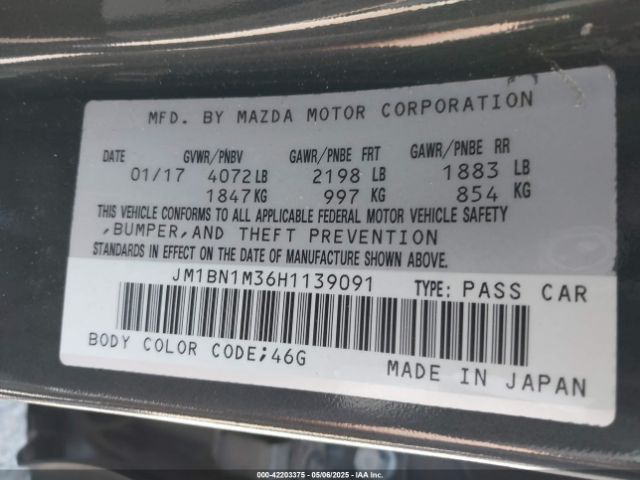 MFD. BY MAZDA MOTOR CORPORATION
DATE GVWR/PNBV GAWR/PNBE FRT GAWR/PNBE RR
01/17 4072LB 2198 LB 1883 LB
1847KG 997 KG 854 KG
THIS VEHICLE CONFORMS TO ALL APPLICABLE FEDERAL MOTOR VEHICLE SAFETY
,BUMPER,AND THEFT PREVENTION
STANDARDS IN EFFECT ON THE DATE OF MANUFACTURE SHOWN ABOVE.
JM1BN1M36H1139091 TYPE: PASS CAR
BODY COLOR CODE;46G
MADE IN JAPAN
000-42203375 - 05/06/2025 - IAAI - COPART